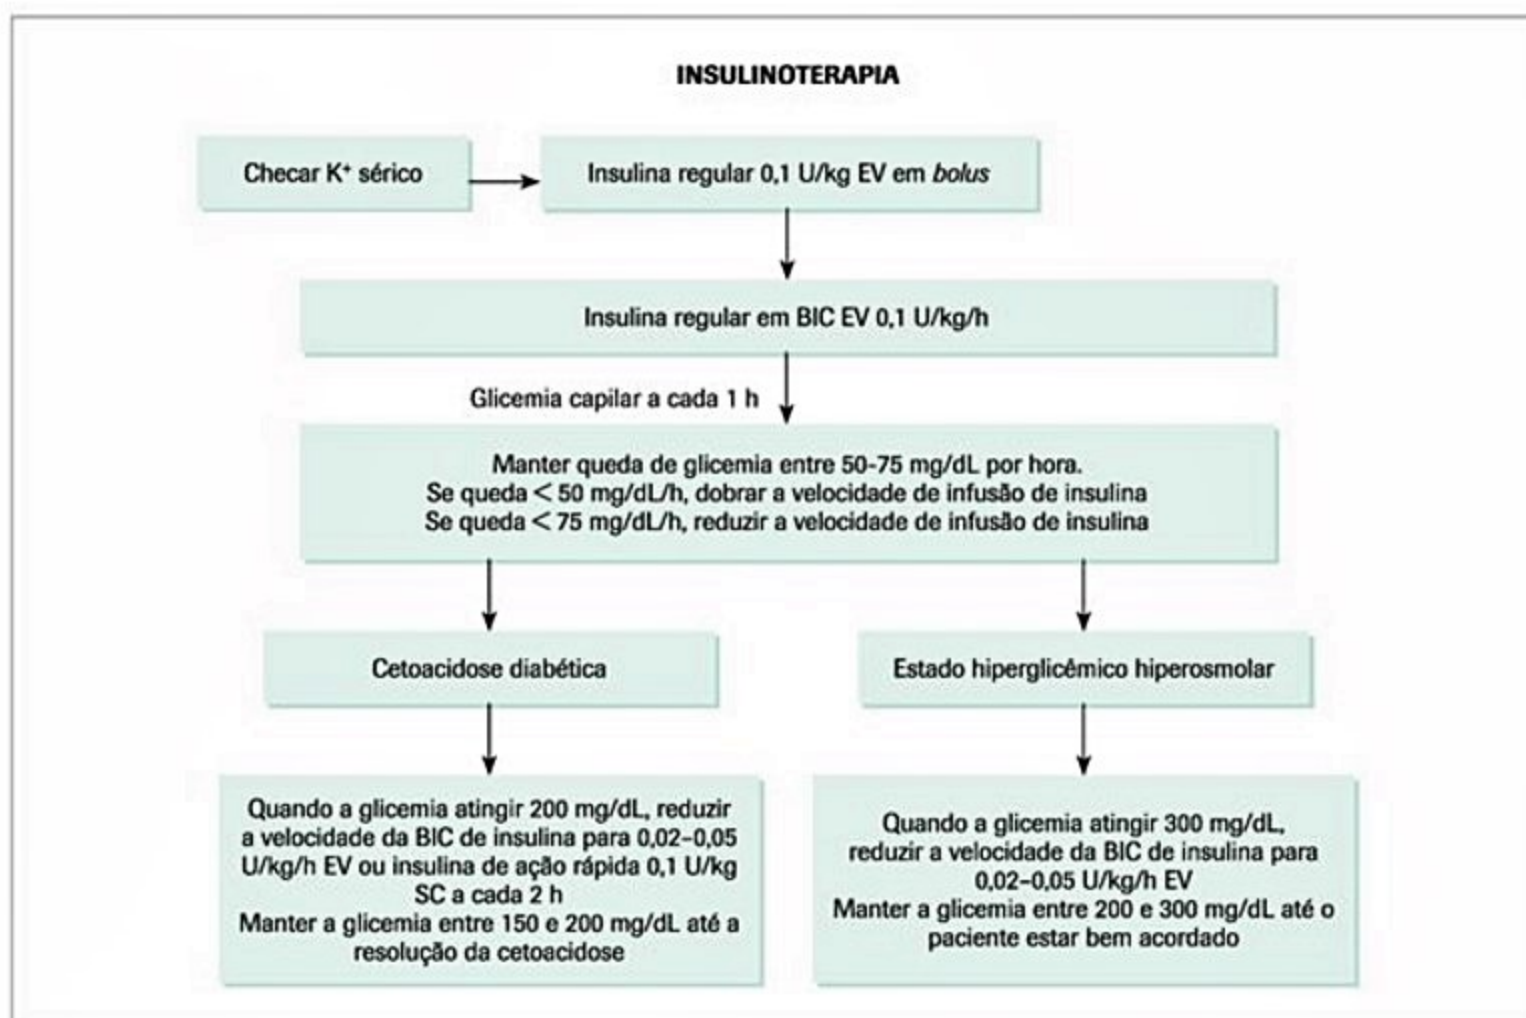 INSULINOTERAPIA
Checar K⁺ sérico
Insulina regular 0,1 U/kg EV em bolus
Insulina regular em BIC EV 0,1 U/kg/h
Glicemia capilar a cada 1 h
Manter queda de glicemia entre 50-75 mg/dL por hora.
Se queda < 50 mg/dL/h, dobrar a velocidade de infusão de insulina
Se queda < 75 mg/dL/h, reduzir a velocidade de infusão de insulina
Cetoacidose diabética
Estado hiperglicêmico hiperosmolar
Quando a glicemia atingir 200 mg/dL, reduzir
a velocidade da BIC de insulina para 0,02–0,05
U/kg/h EV ou insulina de ação rápida 0,1 U/kg
SC a cada 2 h
Manter a glicemia entre 150 e 200 mg/dL até a
resolução da cetoacidose
Quando a glicemia atingir 300 mg/dL,
reduzir a velocidade da BIC de insulina para
0,02–0,05 U/kg/h EV
Manter a glicemia entre 200 e 300 mg/dL até o
paciente estar bem acordado